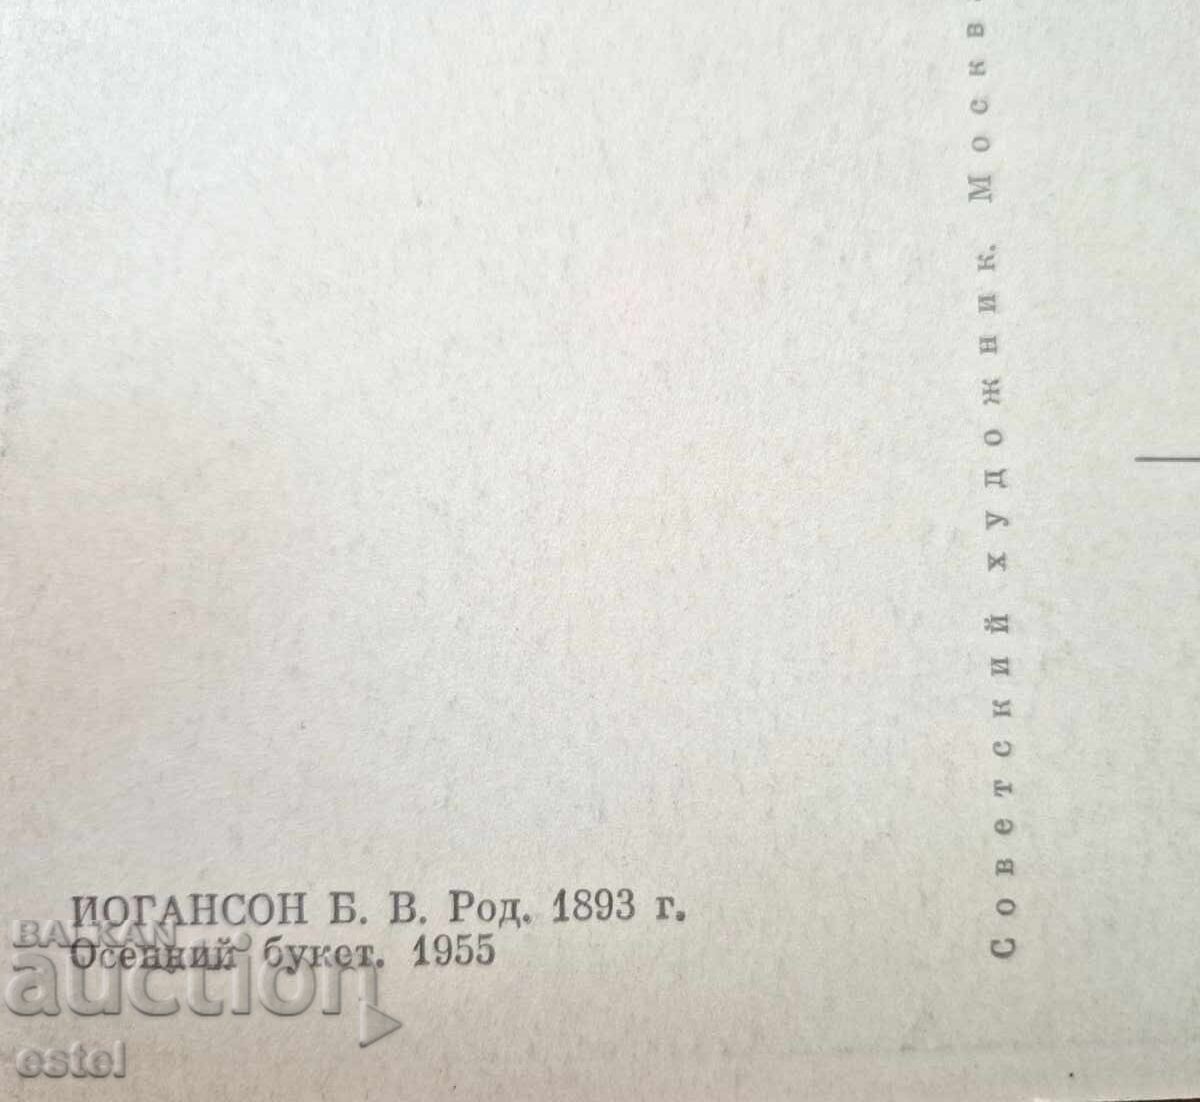 ИОГАНСОН Б. В. Род. 1893 г.
Осенний букет. 1955
Советский художник. Москв
BALKAN
auction
estel